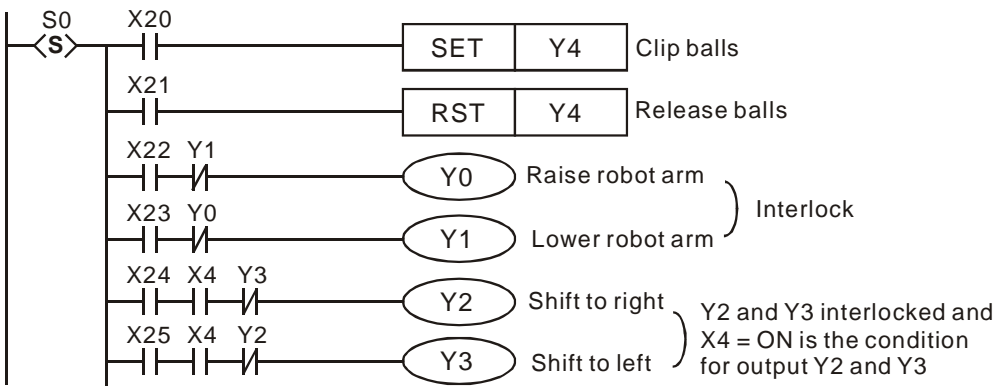 S0
S
X20
SET Y4 Clip balls
X21
RST Y4 Release balls
X22 Y1
Y0 Raise robot arm
Interlock
X23 Y0
Y1 Lower robot arm
X24 X4 Y3
Y2 Shift to right
X25 X4 Y2
Y3 Shift to left
Y2 and Y3 interlocked and
X4 = ON is the condition
for output Y2 and Y3